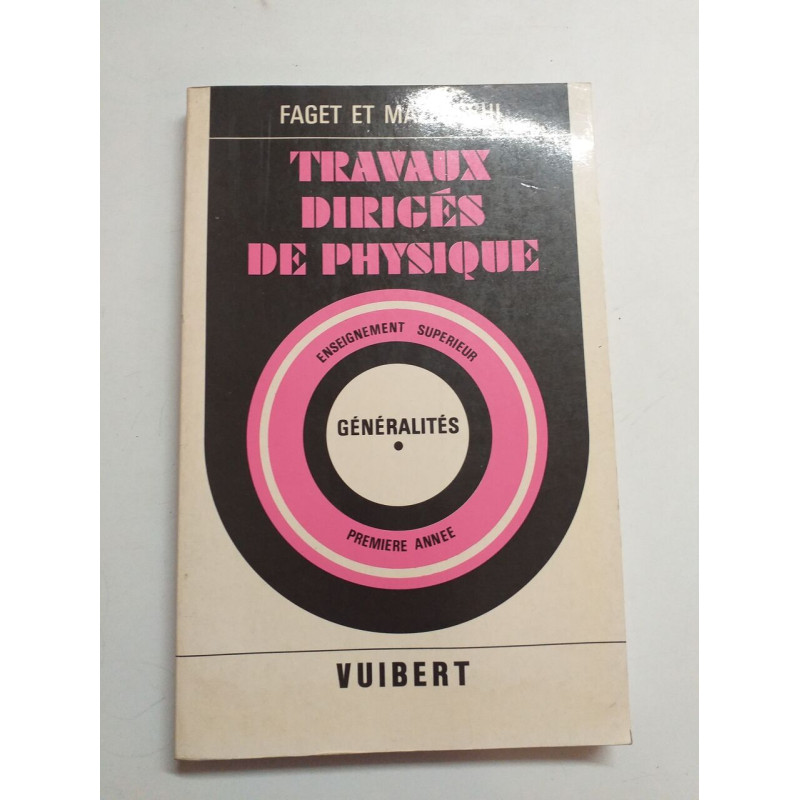 FAGET ET
TRAVAUX
DIRIGÉS
DE PHYSIQUE
ENSEIGNEMENT SUPERIEUR
GÉNÉRALITÉS
PREMIERE ANNEE
VUIBERT